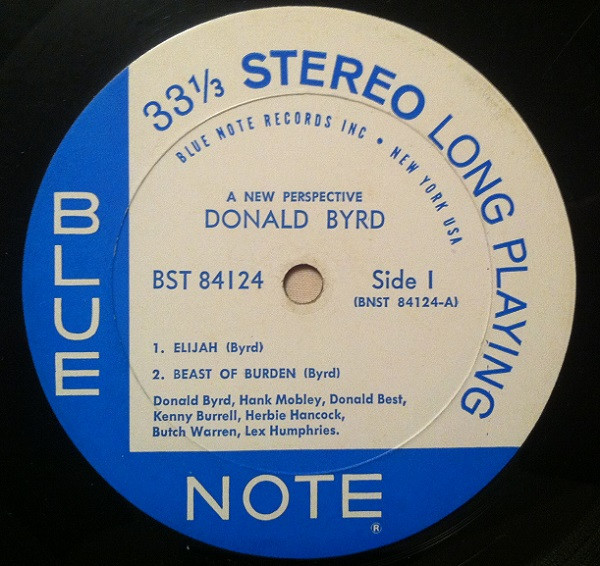 33⅓ STEREO LONG PLAYING
BLUE NOTE RECORDS INC • NEW YORK USA
A NEW PERSPECTIVE
DONALD BYRD
BST 84124
Side 1
(BNST 84124-A)
1. ELIJAH (Byrd)
2. BEAST OF BURDEN (Byrd)
Donald Byrd, Hank Mobley, Donald Best,
Kenny Burrell, Herbie Hancock,
Butch Warren, Lex Humphries.
BLUE
NOTE
®